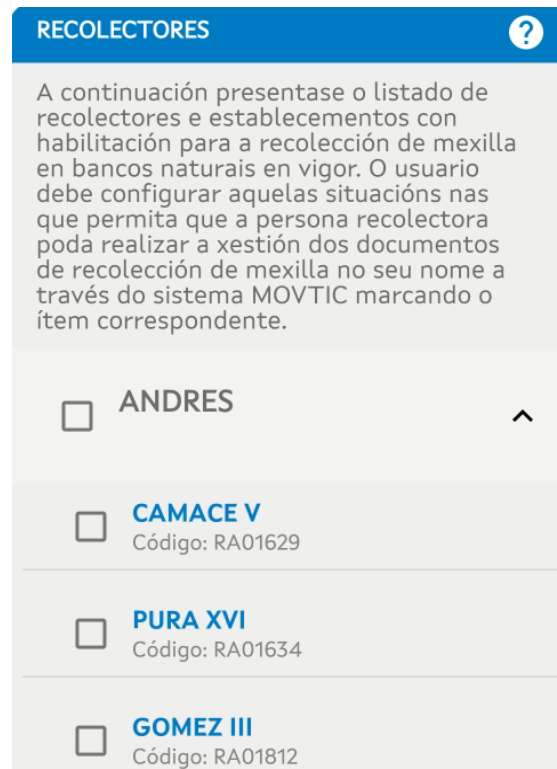 RECOLECTORES
?
A continuación presentase o listado de
recolectores e establecementos con
habilitación para a recolección de mexilla
en bancos naturais en vigor. O usuario
debe configurar aquelas situacións nas
que permita que a persona recolectora
poda realizar a xestión dos documentos
de recolección de mexilla no seu nome a
través do sistema MOVTIC marcando o
ítem correspondente.
ANDRES
CAMACE V
Código: RA01629
PURA XVI
Código: RA01634
GOMEZ III
Código: RA01812